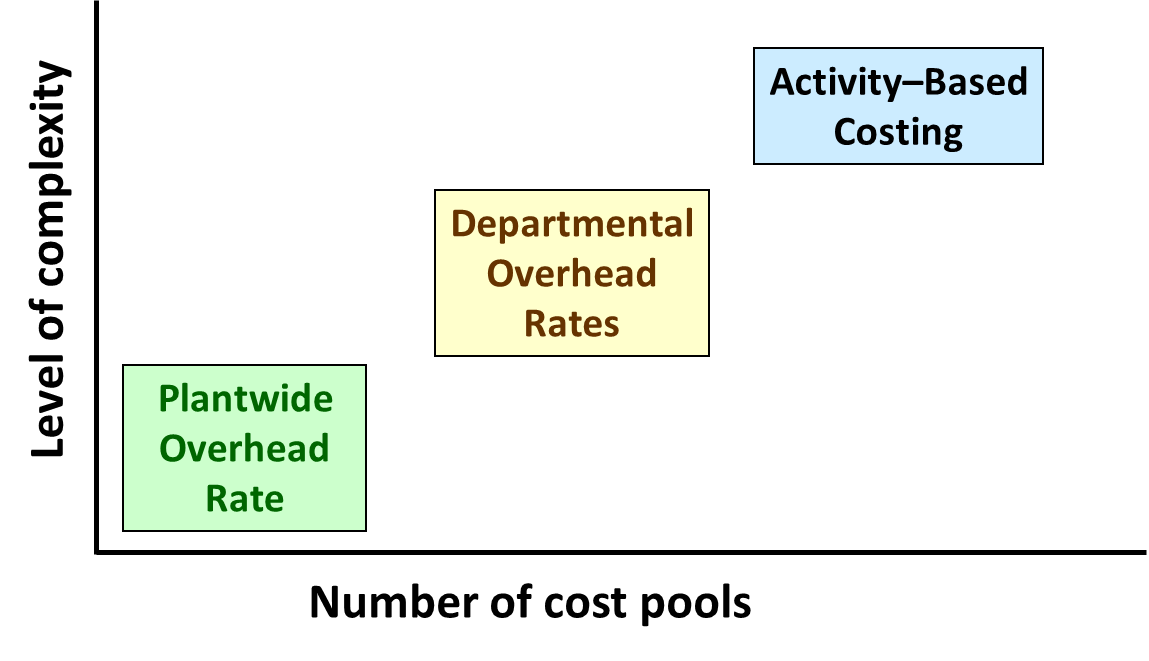 Level of complexity
Activity–Based
Costing
Departmental
Overhead
Rates
Plantwide
Overhead
Rate
Number of cost pools